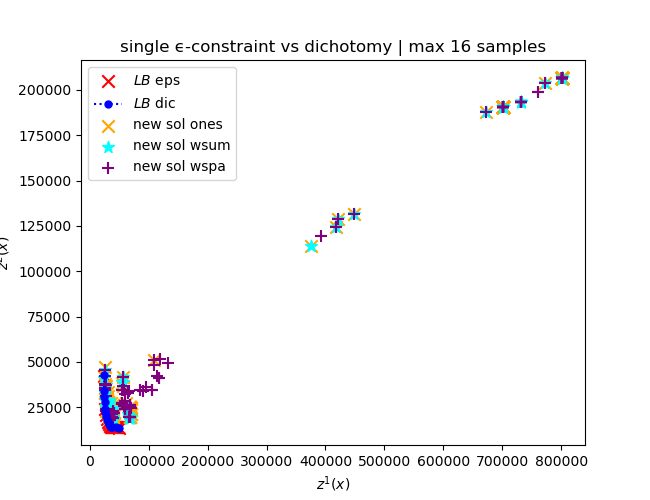 single ϵ-constraint vs dichotomy | max 16 samples
LB eps
LB dic
new sol ones
new sol wsum
new sol wspa
200000
175000
150000
125000
100000
75000
50000
25000
0 100000 200000 300000 400000 500000 600000 700000 800000
z¹(x)